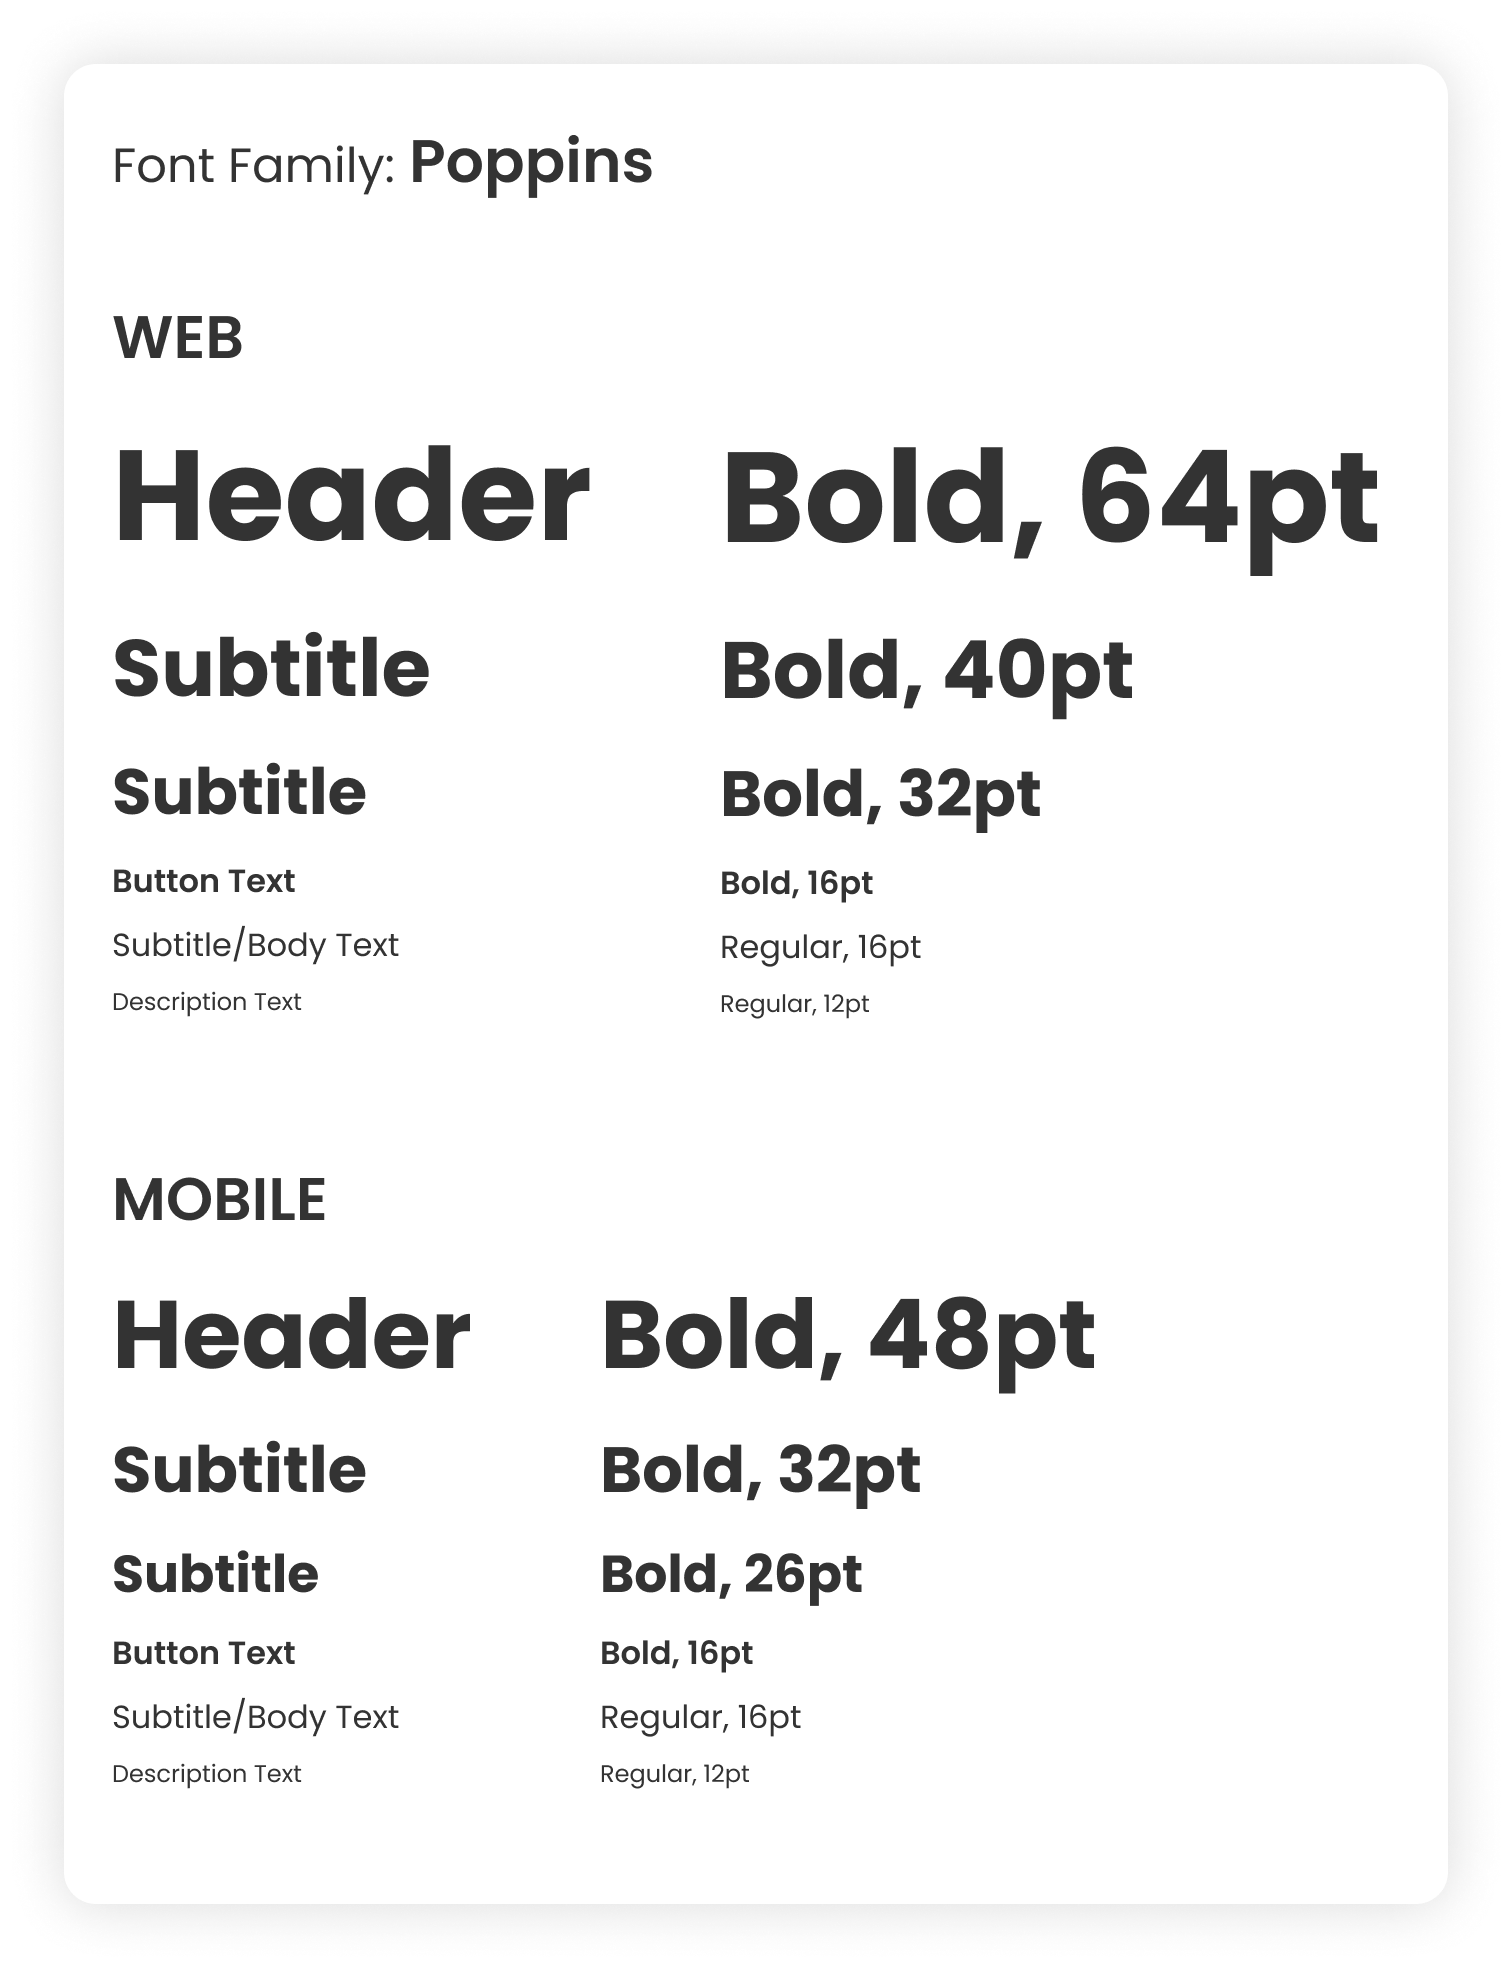 Font Family: Poppins
WEB
Header Bold, 64pt
Subtitle Bold, 40pt
Subtitle Bold, 32pt
Button Text Bold, 16pt
Subtitle/Body Text Regular, 16pt
Description Text Regular, 12pt
MOBILE
Header Bold, 48pt
Subtitle Bold, 32pt
Subtitle Bold, 26pt
Button Text Bold, 16pt
Subtitle/Body Text Regular, 16pt
Description Text Regular, 12pt